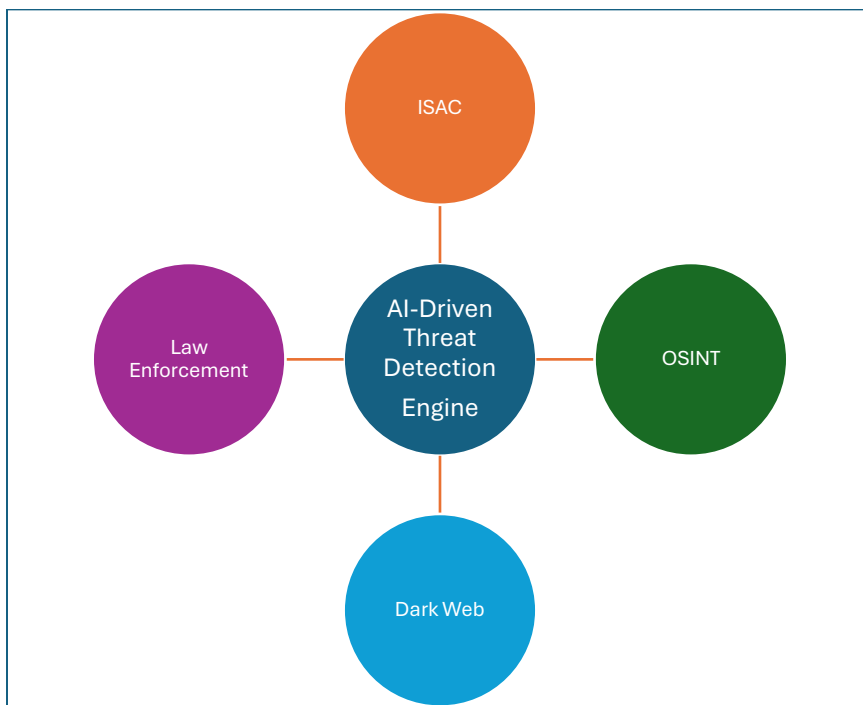 ISAC
Law
Enforcement
AI-Driven
Threat
Detection
Engine
OSINT
Dark Web